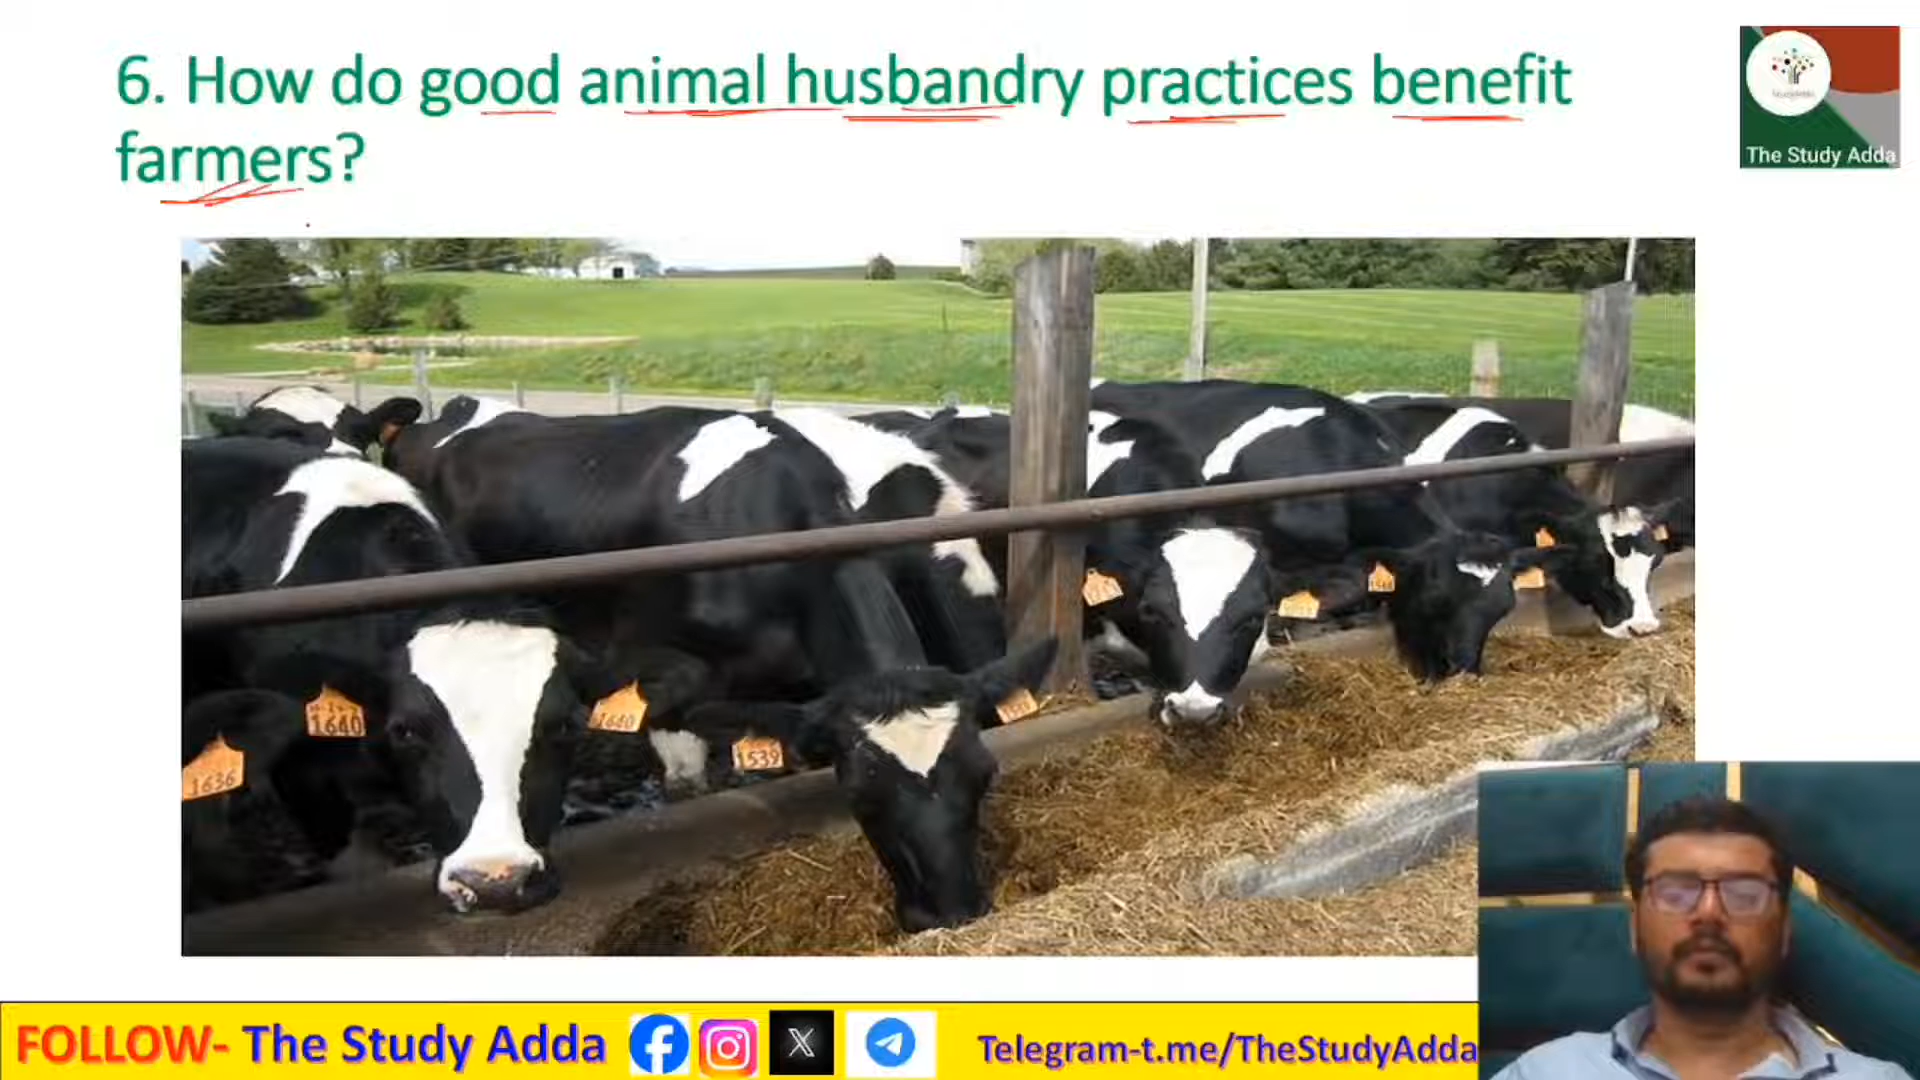 6. How do good animal husbandry practices benefit
farmers?
The Study Adda
1640
1640
1636
1539
FOLLOW- The Study Adda
Telegram-t.me/TheStudyAdda